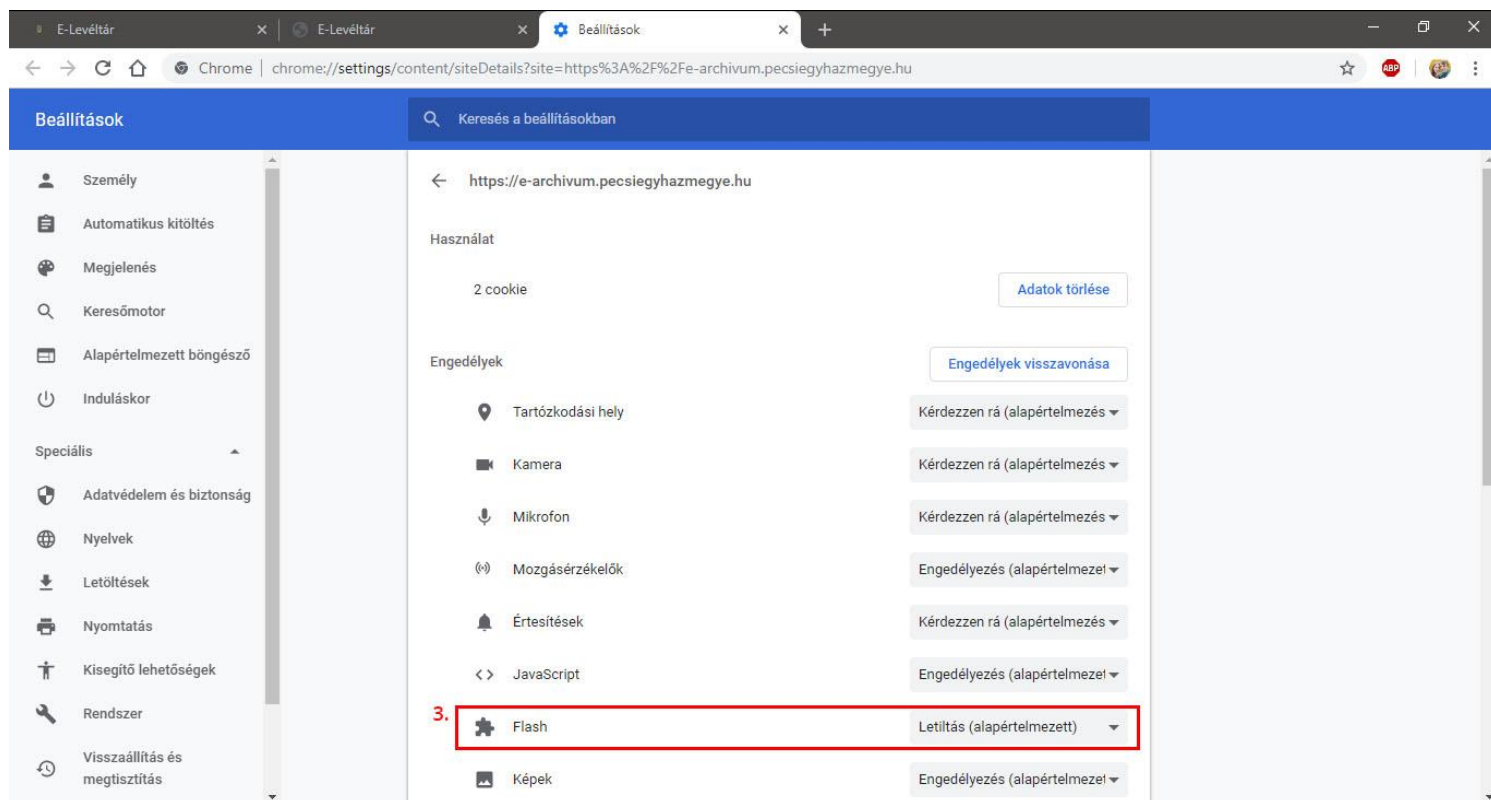 E-Levéltár
E-Levéltár
Beállítások
Chrome
chrome://settings/content/siteDetails?site=https%3A%2F%2Fe-archivum.pecsiegyhazmegye.hu
ABP
Beállítások
Keresés a beállításokban
Személy
Automatikus kitöltés
Megjelenés
Keresőmotor
Alapértelmezett böngésző
Induláskor
Speciális
Adatvédelem és biztonság
Nyelvek
Letöltések
Nyomtatás
Kisegítő lehetőségek
Rendszer
Visszaállítás és
megtisztítás
https://e-archivum.pecsiegyhazmegye.hu
Használat
2 cookie
Adatok törlése
Engedélyek
Engedélyek visszavonása
Tartózkodási hely
Kérdezzen rá (alapértelmezés
Kamera
Kérdezzen rá (alapértelmezés
Mikrofon
Kérdezzen rá (alapértelmezés
Mozgásérzékelők
Engedélyezés (alapértelmezet
Értesítések
Kérdezzen rá (alapértelmezés
JavaScript
Engedélyezés (alapértelmezet
3.
Flash
Letiltás (alapértelmezett)
Képek
Engedélyezés (alapértelmezet